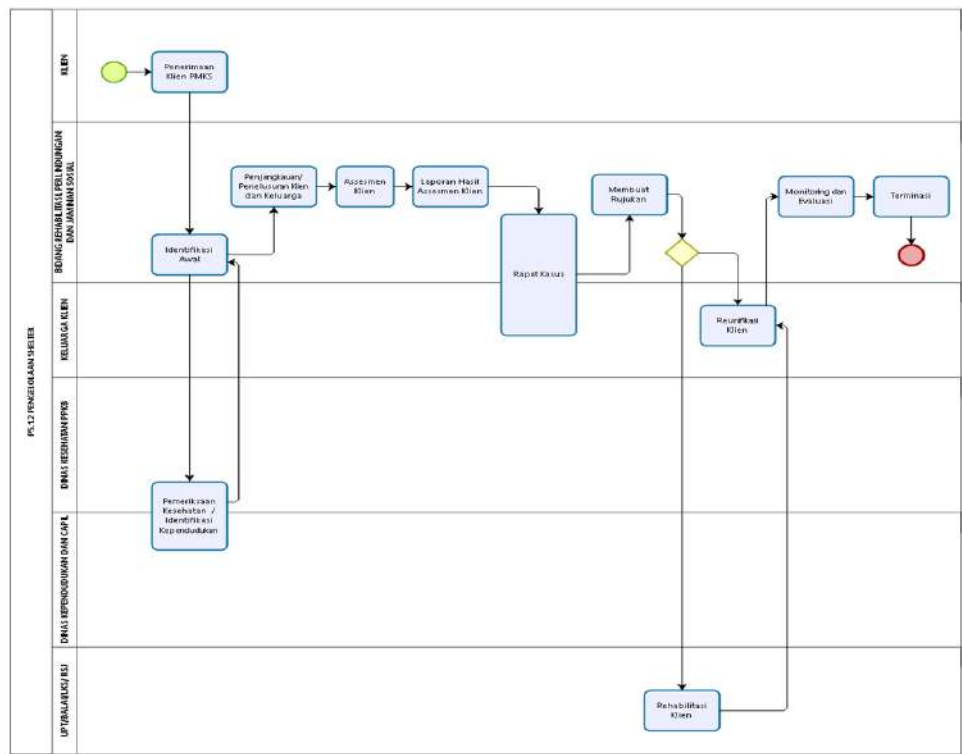 P5.12 PENGELOLAAN SHELTER
KLIEN
Penerimaan
Klien PMKS
BIDANG REHABILITASI PERLINDUNGAN
DAN JAMINAN SOSIAL
Penjangkauan/
Penelusuran Klien
dan Keluarga
Assesmen
Klien
Laporan Hasil
Assesmen Klien
Membuat
Rujukan
Monitoring dan
Evaluasi
Terminasi
Identifikasi
Awal
Rapat Kasus
KELUARGA KLIEN
Reunifikasi
Klien
DINAS KESEHATAN PPKB
Pemeriksaan
Kesehatan /
Identifikasi
Kependudukan
DINAS KEPENDUDUKAN DAN CAPIL
UPT/BALAI/LKS/ RSJ
Rehabilitasi
Klien